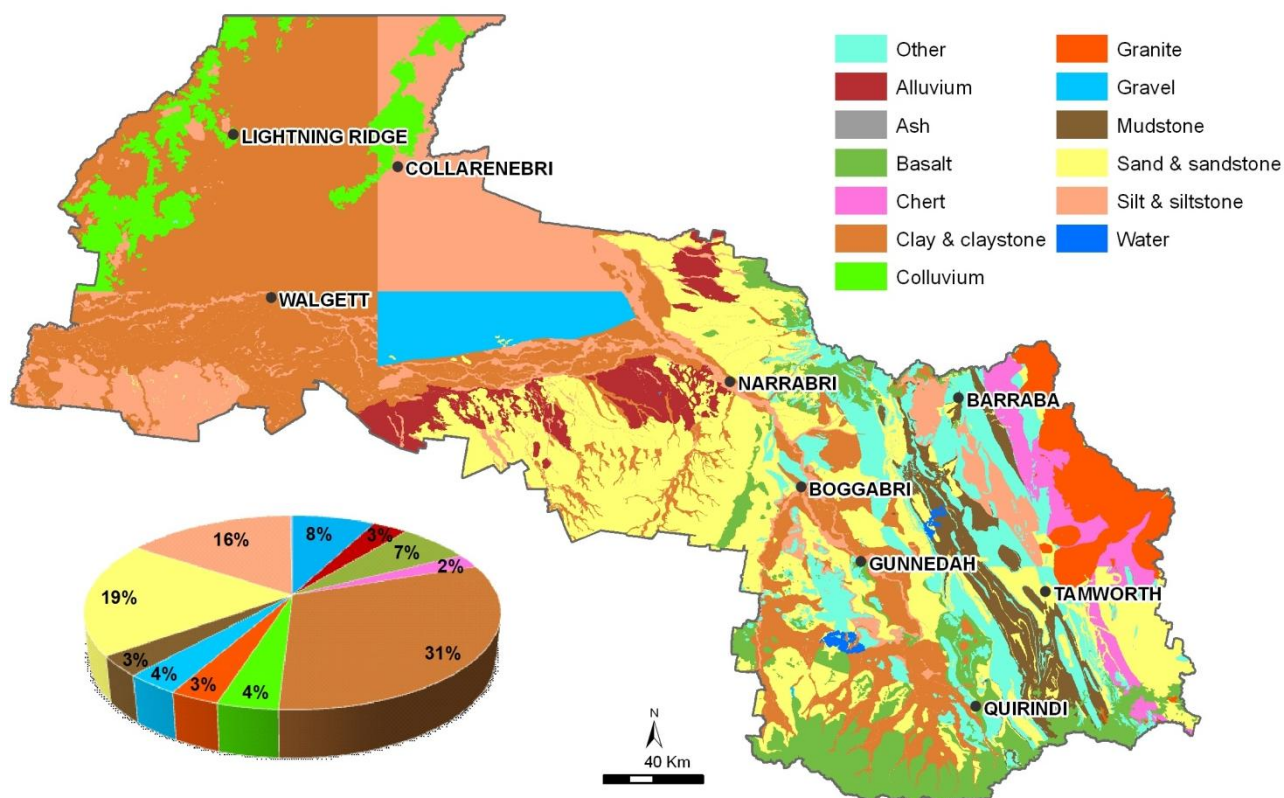 Other
Alluvium
Ash
Basalt
Chert
Clay & claystone
Colluvium
Granite
Gravel
Mudstone
Sand & sandstone
Silt & siltstone
Water
LIGHTNING RIDGE
COLLARENEBRI
WALGETT
NARRABRI
BARRABA
BOGGABRI
GUNNEDAH
TAMWORTH
QUIRINDI
16%
8%
3%
7%
2%
19%
31%
3%
4%
3%
4%
N
40 Km